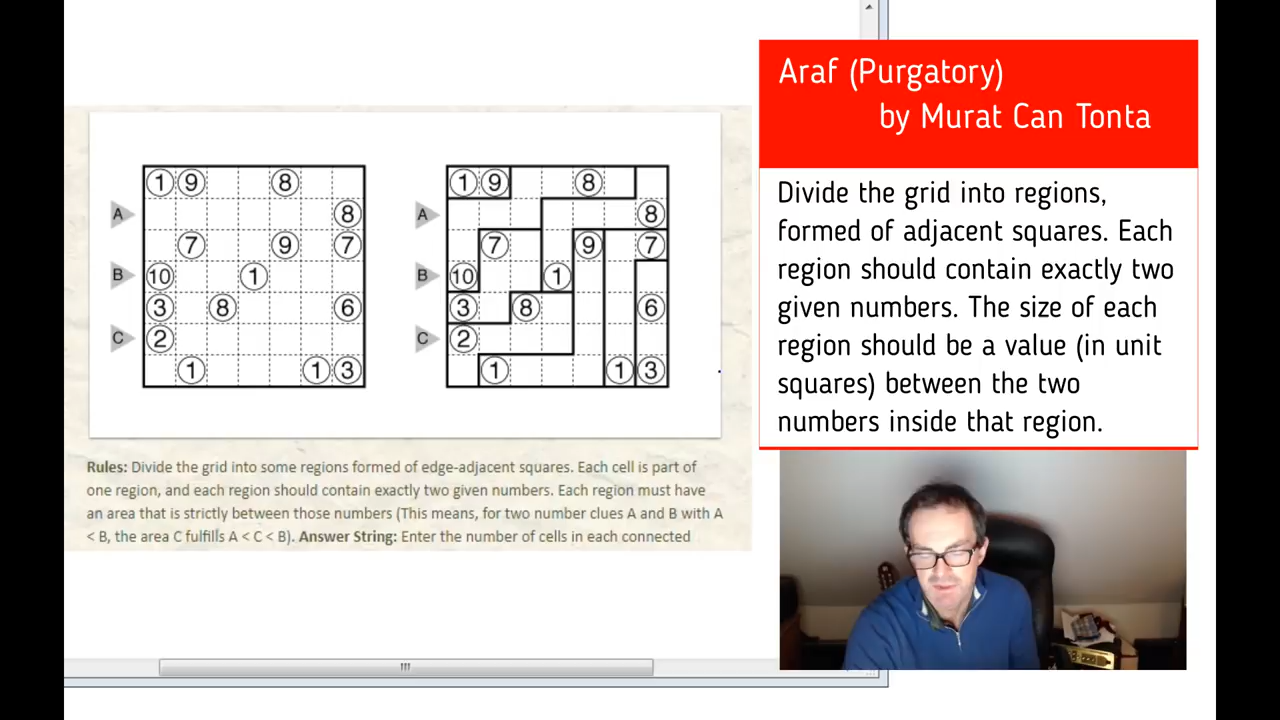 Araf (Purgatory)
by Murat Can Tonta
Divide the grid into regions,
formed of adjacent squares. Each
region should contain exactly two
given numbers. The size of each
region should be a value (in unit
squares) between the two
numbers inside that region.
1 9 8
A 8
7 9 7
B 10 1
3 8 6
C 2
1 1 3
1 9 8
A 8
7 9 7
B 10 1
3 8 6
C 2
1 1 3
Rules: Divide the grid into some regions formed of edge-adjacent squares. Each cell is part of
one region, and each region should contain exactly two given numbers. Each region must have
an area that is strictly between those numbers (This means, for two number clues A and B with A
< B, the area C fulfills A < C < B). Answer String: Enter the number of cells in each connected